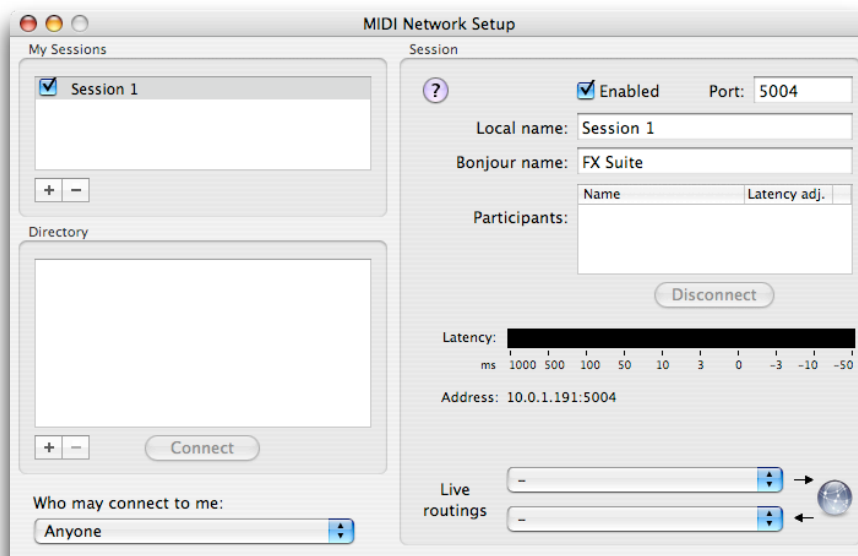 MIDI Network Setup
My Sessions
Session 1
+ −
Directory
+ −
Connect
Who may connect to me:
Anyone
Session
?
Enabled
Port: 5004
Local name: Session 1
Bonjour name: FX Suite
Participants:
Name Latency adj.
Disconnect
Latency:
ms 1000 500 100 50 10 3 0 -3 -10 -50
Address: 10.0.1.191:5004
Live
routings
-
-